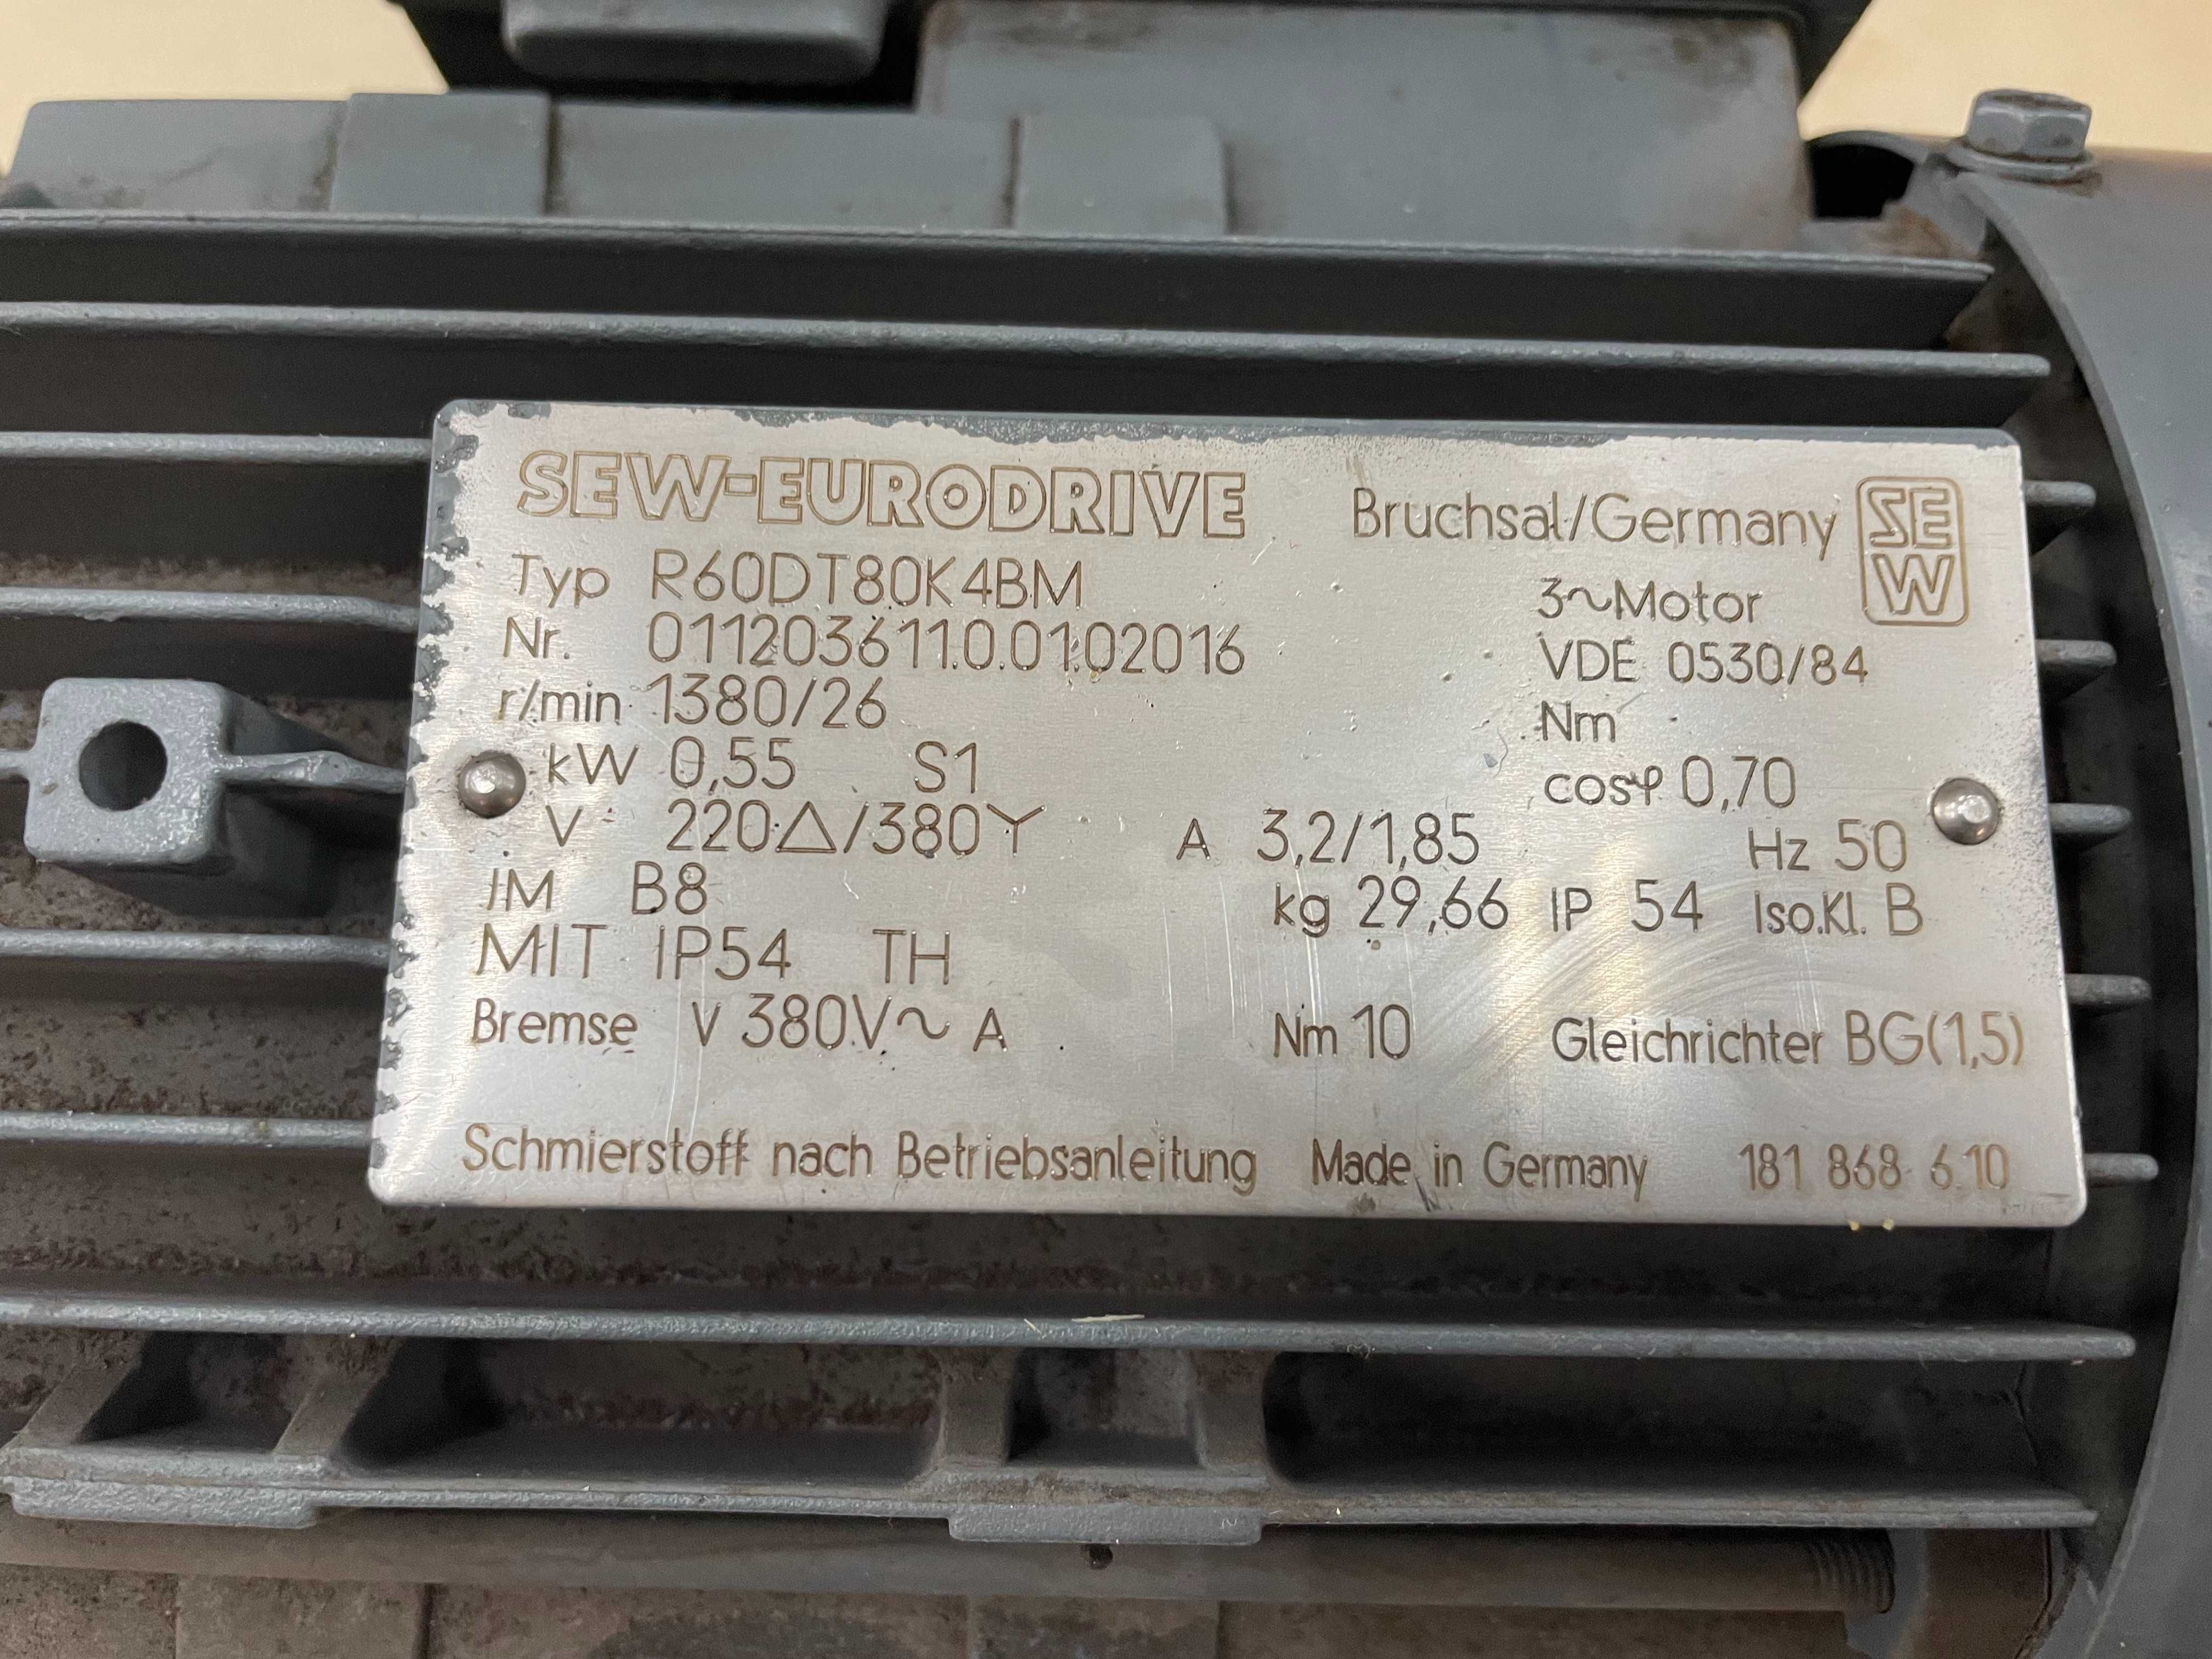 SEW-EURODRIVE Bruchsal/Germany SEW
Typ R60DT80K4BM 3~Motor
Nr. 0112036110.0.01.02016 VDE 0530/84
r/min 1380/26 Nm
kW 0,55 S1 cosφ 0,70
V 220△/380Y A 3,2/1,85 Hz 50
IM B8 kg 29,66 IP 54 Iso.Kl. B
MIT IP54 TH
Bremse V 380V~ A Nm 10 Gleichrichter BG(1,5)
Schmierstoff nach Betriebsanleitung Made in Germany 181 868 6.10